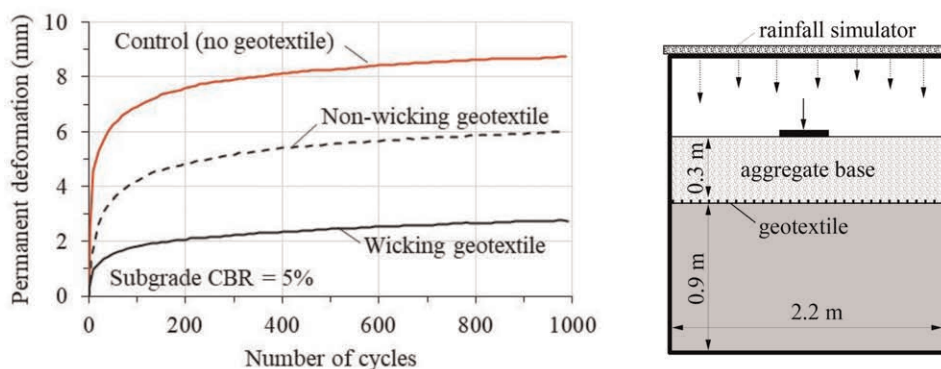 Permanent deformation (mm)
10
8
6
4
2
0
Control (no geotextile)
Non-wicking geotextile
Wicking geotextile
Subgrade CBR = 5%
0
200
400
600
800
1000
Number of cycles
rainfall simulator
aggregate base
0.3 m
geotextile
0.9 m
2.2 m